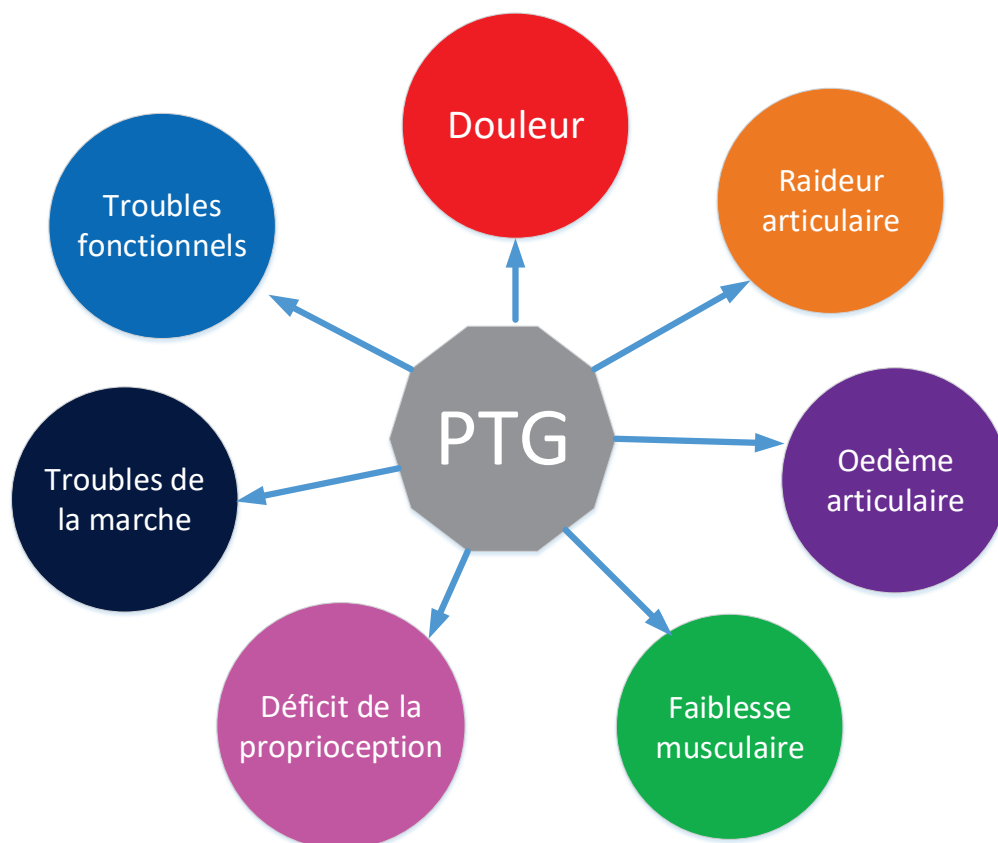 Douleur
Raideur
articulaire
Troubles
fonctionnels
PTG
Oedème
articulaire
Troubles de
la marche
Déficit de la
proprioception
Faiblesse
musculaire